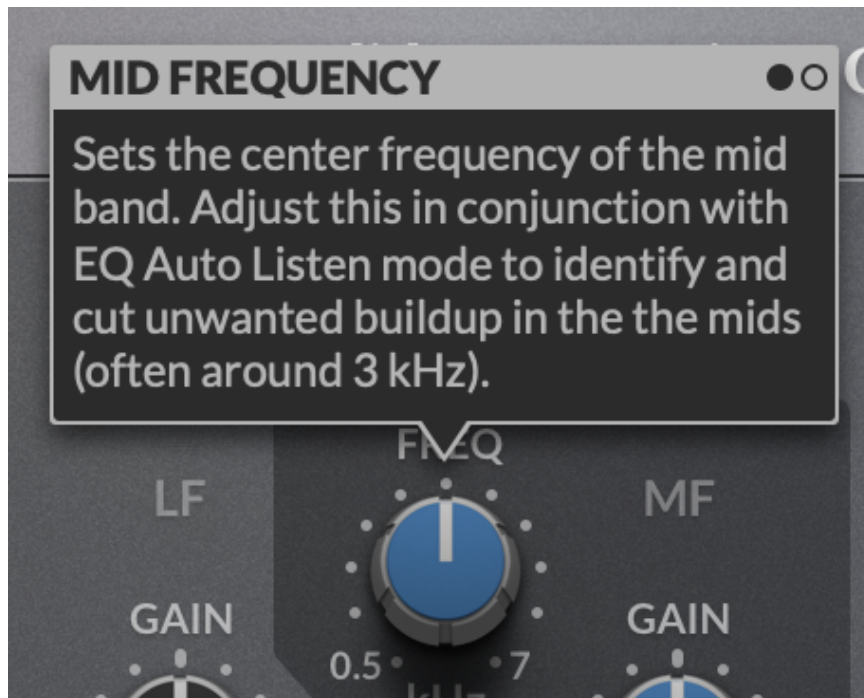 MID FREQUENCY
Sets the center frequency of the mid
band. Adjust this in conjunction with
EQ Auto Listen mode to identify and
cut unwanted buildup in the the mids
(often around 3 kHz).
FREQ
LF
MF
GAIN
GAIN
0.5
7
kHz